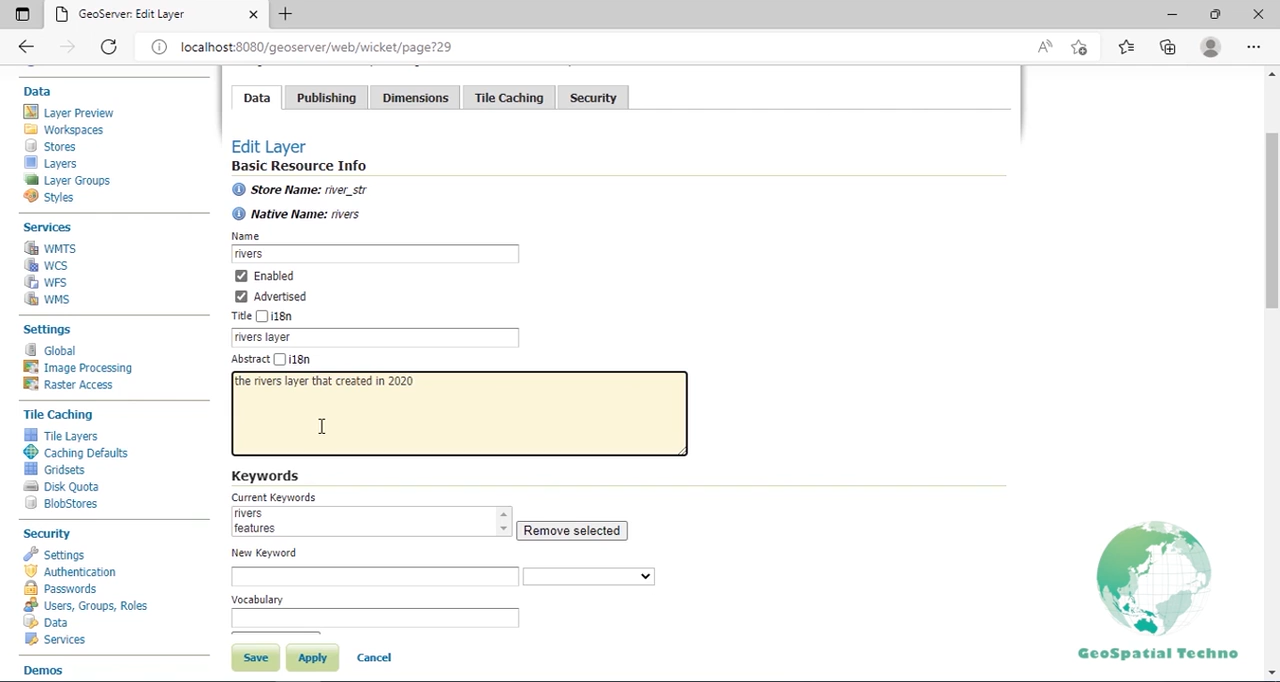 GeoServer: Edit Layer
localhost:8080/geoserver/web/wicket/page?29
Data
Layer Preview
Workspaces
Stores
Layers
Layer Groups
Styles
Services
WMTS
WCS
WFS
WMS
Settings
Global
Image Processing
Raster Access
Tile Caching
Tile Layers
Caching Defaults
Gridsets
Disk Quota
BlobStores
Security
Settings
Authentication
Passwords
Users, Groups, Roles
Data
Services
Demos
Data Publishing Dimensions Tile Caching Security
Edit Layer
Basic Resource Info
Store Name: river_str
Native Name: rivers
Name
rivers
Enabled
Advertised
Title i18n
rivers layer
Abstract i18n
the rivers layer that created in 2020
Keywords
Current Keywords
rivers
features
Remove selected
New Keyword
Vocabulary
Save Apply Cancel
GeoSpatial Techno